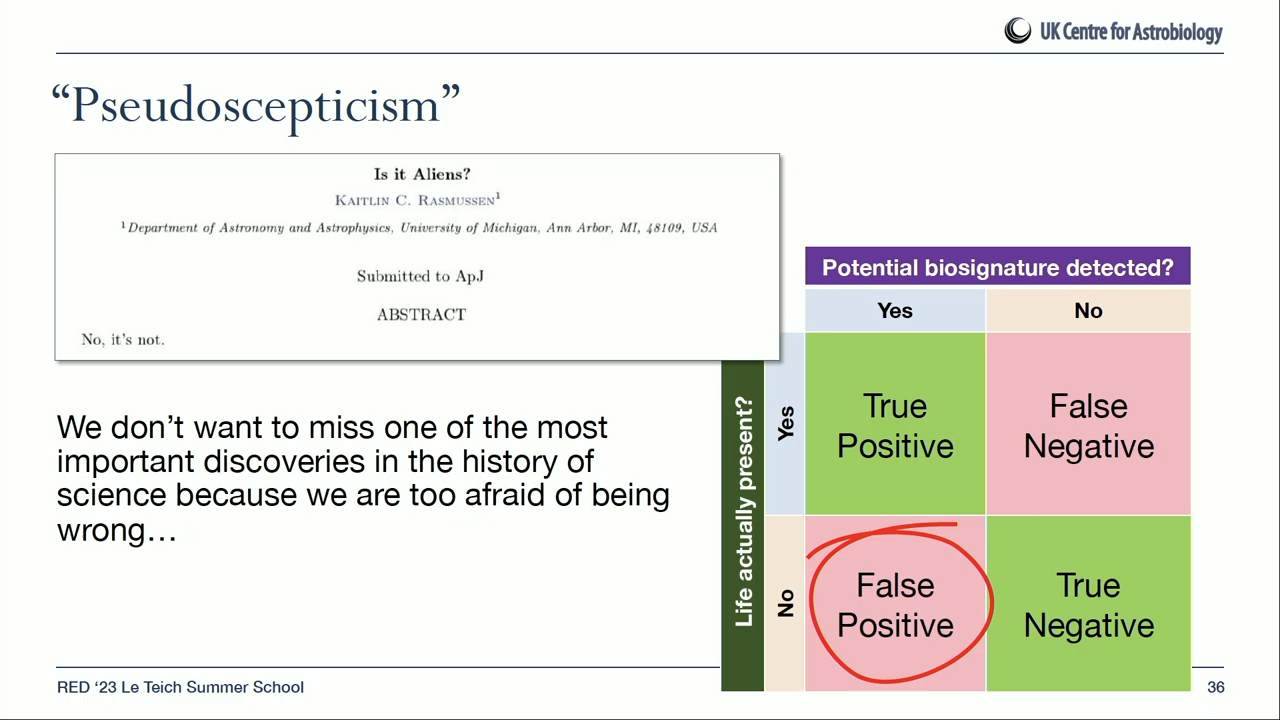 UK Centre for Astrobiology
“Pseudoscepticism”
Is it Aliens?
Kaitlin C. Rasmussen¹
¹Department of Astronomy and Astrophysics, University of Michigan, Ann Arbor, MI, 48109, USA
Submitted to ApJ
ABSTRACT
No, it's not.
We don’t want to miss one of the most
important discoveries in the history of
science because we are too afraid of being
wrong…
Potential biosignature detected?
Yes
No
Life actually present?
Yes
True
Positive
False
Negative
No
False
Positive
True
Negative
RED ‘23 Le Teich Summer School
36